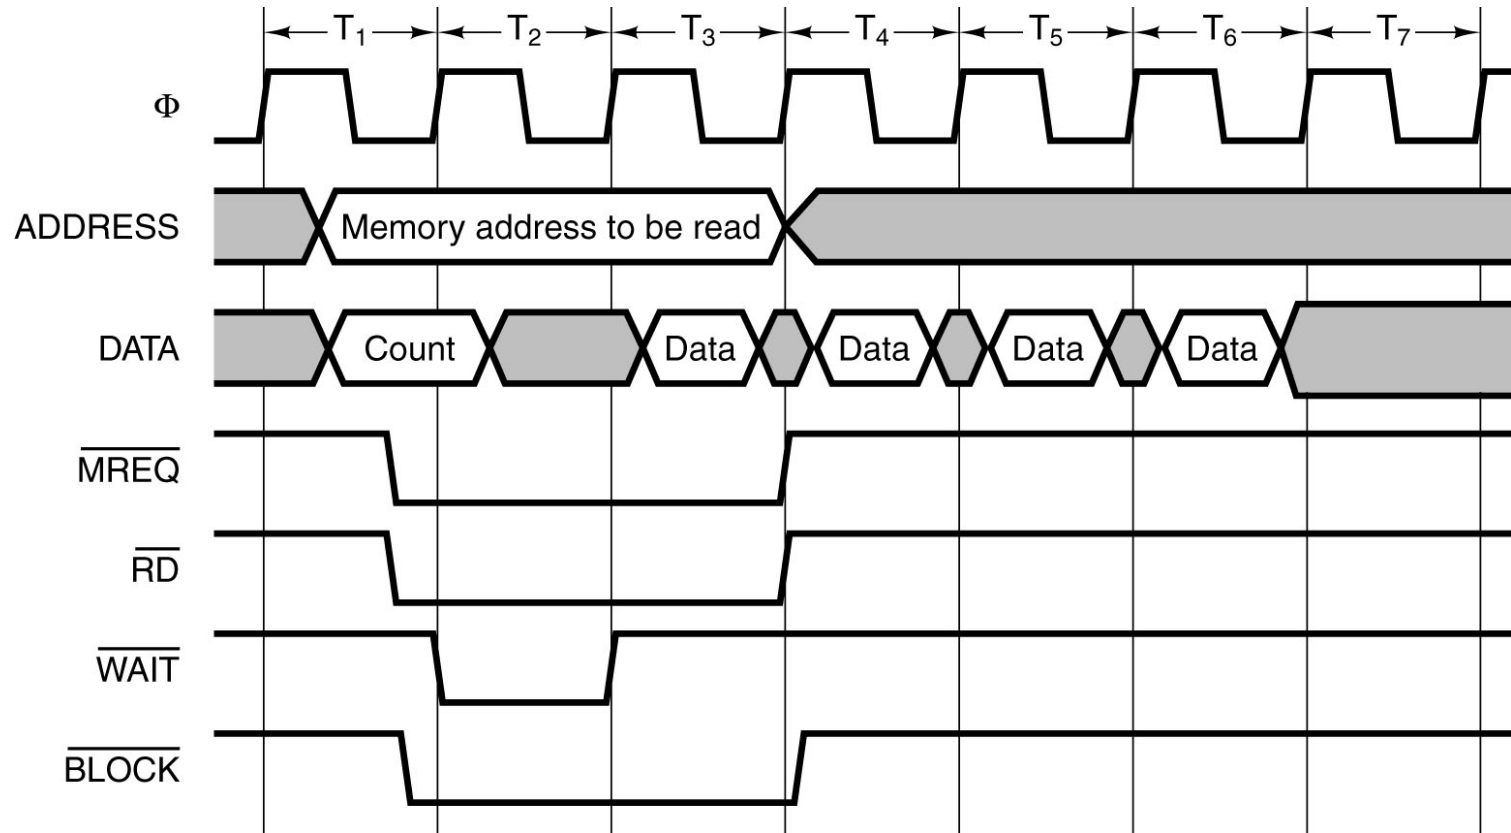 T₁ T₂ T₃ T₄ T₅ T₆ T₇
Φ
ADDRESS Memory address to be read
DATA Count Data Data Data Data
MREQ
RD
WAIT
BLOCK